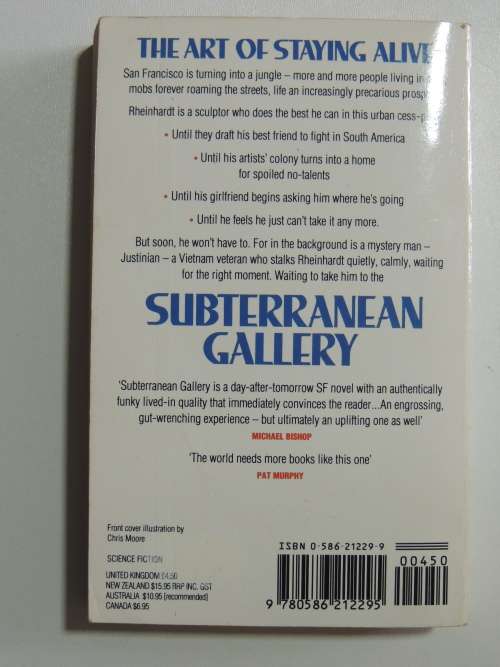 THE ART OF STAYING ALIVE
San Francisco is turning into a jungle – more and more people living in
mobs forever roaming the streets, life an increasingly precarious
Rheinhardt is a sculptor who does the best he can in this urban
• Until they draft his best friend to fight in South America
• Until his artists' colony turns into a home
for spoiled no-talents
• Until his girlfriend begins asking him where he's going
• Until he feels he just can't take it any more.
But soon, he won't have to. For in the background is a mystery man –
Justinian – a Vietnam veteran who stalks Rheinhardt quietly, calmly, waiting
for the right moment. Waiting to take him to the
SUBTERRANEAN
GALLERY
'Subterranean Gallery is a day-after-tomorrow SF novel with an authentically
funky lived-in quality that immediately convinces the reader...An engrossing,
gut-wrenching experience – but ultimately an uplifting one as well'
MICHAEL BISHOP
'The world needs more books like this one'
PAT MURPHY
Front cover illustration by
Chris Moore
SCIENCE FICTION
UNITED KINGDOM £4.50
NEW ZEALAND $15.95 RRP INC. GST
AUSTRALIA $10.95 (recommended)
CANADA $6.95
ISBN 0-586-21229-9
00450
9 780586 212295